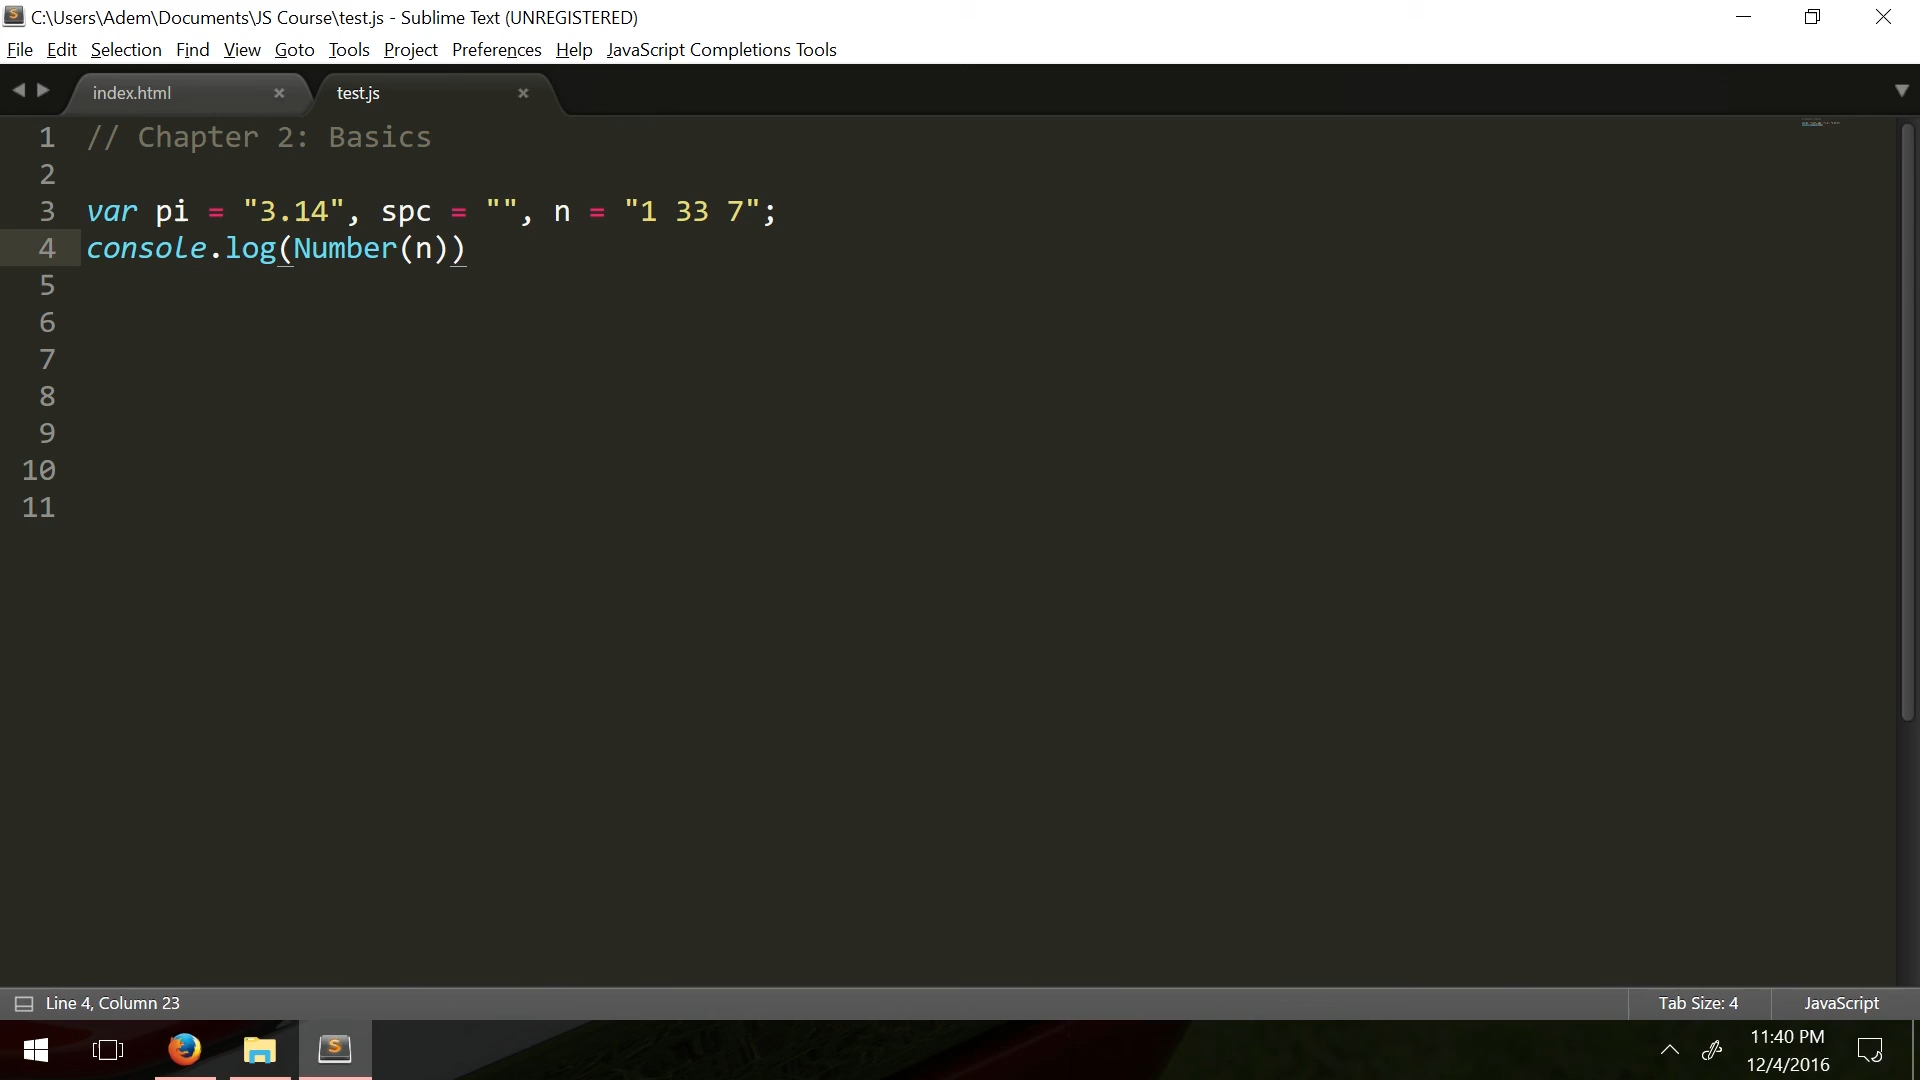 C:\Users\Adem\Documents\JS Course\test.js - Sublime Text (UNREGISTERED)
File Edit Selection Find View Goto Tools Project Preferences Help JavaScript Completions Tools
index.html × test.js ×
1 // Chapter 2: Basics
2
3 var pi = "3.14", spc = "", n = "1 33 7";
4 console.log(Number(n))
5
6
7
8
9
10
11
Line 4, Column 23 Tab Size: 4 JavaScript
11:40 PM
12/4/2016